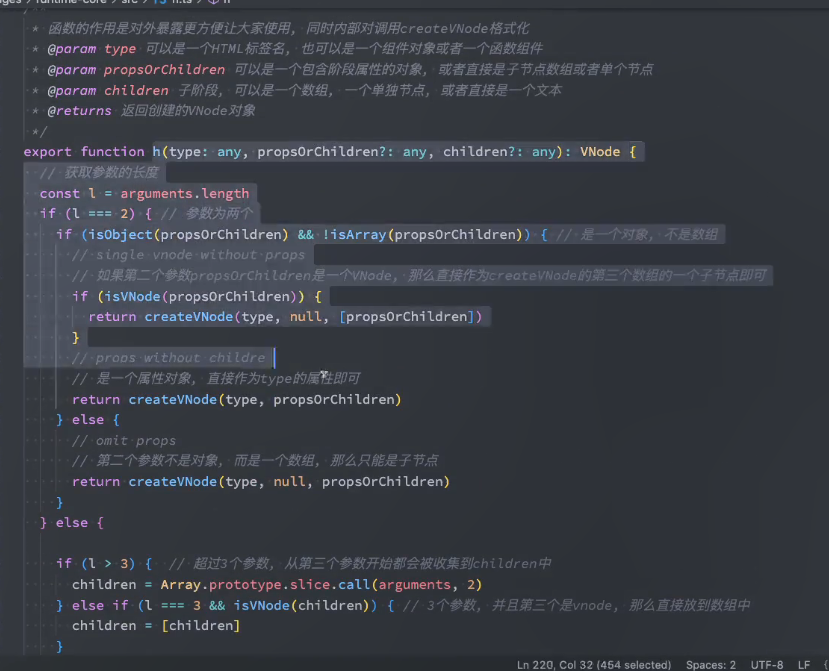 runtime-core > src > h.ts > h
* 函数的作用是对外暴露更方便让大家使用, 同时内部对调用createVNode格式化
* @param type 可以是一个HTML标签名, 也可以是一个组件对象或者一个函数组件
* @param propsOrChildren 可以是一个包含阶段属性的对象, 或者直接是子节点数组或者单个节点
* @param children 子阶段, 可以是一个数组, 一个单独节点, 或者直接是一个文本
* @returns 返回创建的VNode对象
*/
export function h(type: any, propsOrChildren?: any, children?: any): VNode {
// 获取参数的长度
const l = arguments.length
if (l === 2) { // 参数为两个
if (isObject(propsOrChildren) && !isArray(propsOrChildren)) { // 是一个对象, 不是数组
// single vnode without props
// 如果第二个参数propsOrChildren是一个VNode, 那么直接作为createVNode的第三个数组的一个子节点即可
if (isVNode(propsOrChildren)) {
return createVNode(type, null, [propsOrChildren])
}
// props without childre
// 是一个属性对象, 直接作为type的属性即可
return createVNode(type, propsOrChildren)
} else {
// omit props
// 第二个参数不是对象, 而是一个数组, 那么只能是子节点
return createVNode(type, null, propsOrChildren)
}
} else {
if (l > 3) { // 超过3个参数, 从第三个参数开始都会被收集到children中
children = Array.prototype.slice.call(arguments, 2)
} else if (l === 3 && isVNode(children)) { // 3个参数, 并且第三个是vnode, 那么直接放到数组中
children = [children]
}
Ln 220, Col 32 (454 selected) Spaces: 2 UTF-8 LF